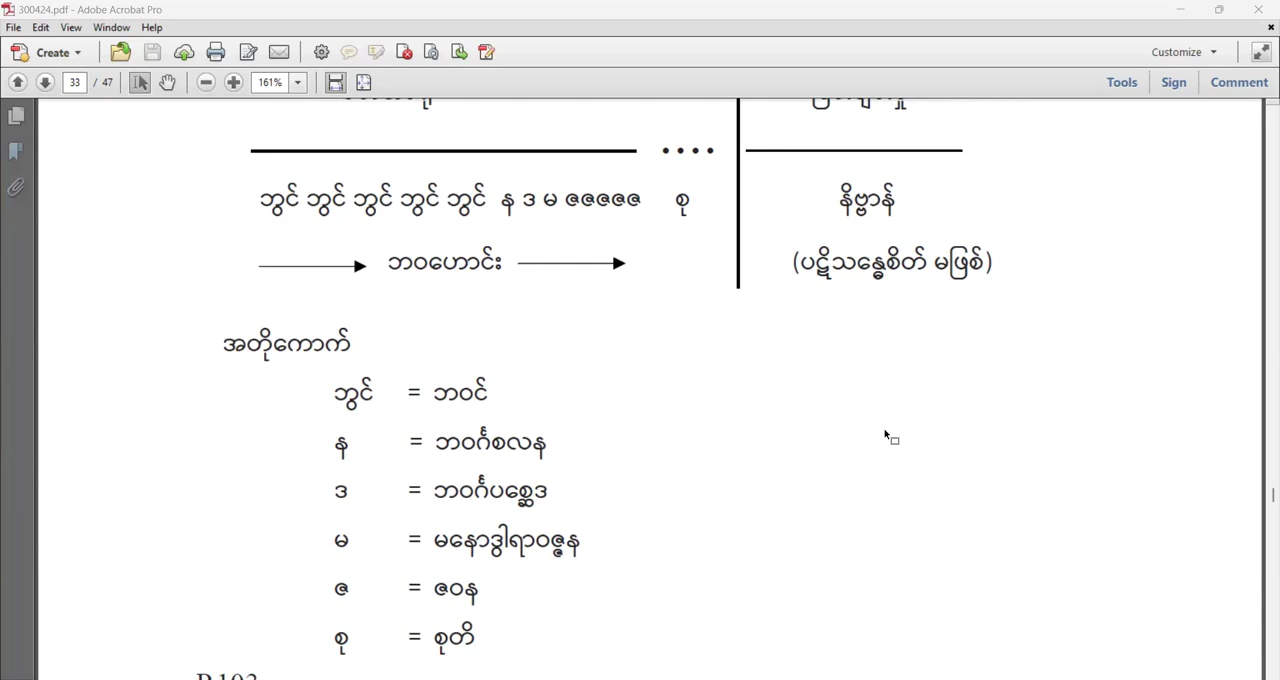 300424.pdf - Adobe Acrobat Pro
File Edit View Window Help
Create Customize
33 / 47 161% Tools Sign Comment
ဘွင် ဘွင် ဘွင် ဘွင် ဘွင် န ဒ မ ဇဇဇဇဇ စု နိဗ္ဗာန်
ဘဝဟောင်း (ပဋိသန္ဓေစိတ် မဖြစ်)
အတိုကောက်
ဘွင် = ဘဝင်
န = ဘဝင်္ဂစလန
ဒ = ဘဝင်္ဂပစ္ဆေဒ
မ = မနောဒွါရာဝဇ္ဇန
ဇ = ဇဝန
စု = စုတိ